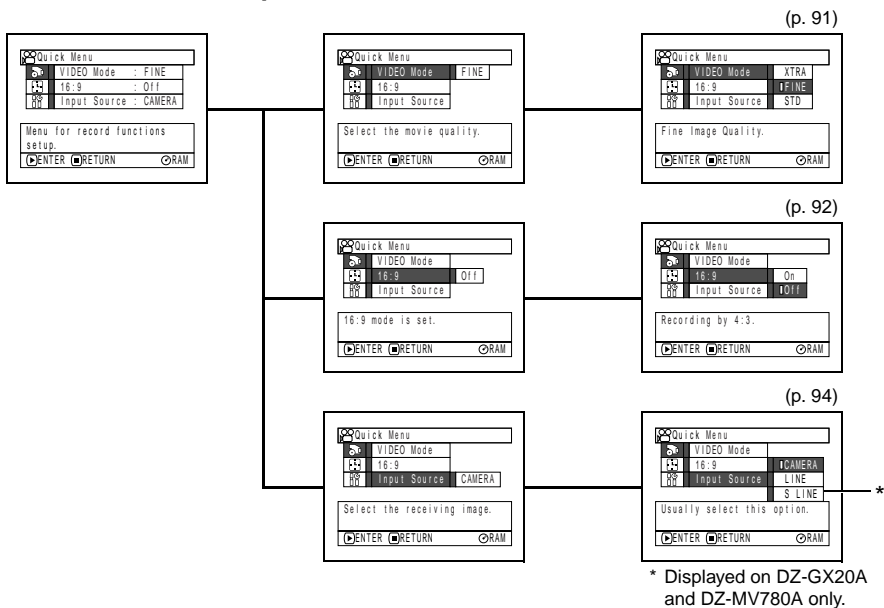 (p. 91)
Quick Menu
VIDEO Mode : FINE
16:9 : Off
Input Source : CAMERA
Menu for record functions
setup.
ENTER RETURN RAM
Quick Menu
VIDEO Mode FINE
16:9
Input Source
Select the movie quality.
ENTER RETURN RAM
Quick Menu
VIDEO Mode XTRA
16:9 FINE
Input Source STD
Fine Image Quality.
ENTER RETURN RAM
(p. 92)
Quick Menu
VIDEO Mode
16:9 Off
Input Source
16:9 mode is set.
ENTER RETURN RAM
Quick Menu
VIDEO Mode
16:9 On
Input Source Off
Recording by 4:3.
ENTER RETURN RAM
(p. 94)
Quick Menu
VIDEO Mode
16:9
Input Source CAMERA
Select the receiving image.
ENTER RETURN RAM
Quick Menu
VIDEO Mode
16:9 CAMERA
Input Source LINE
S LINE *
Usually select this option.
ENTER RETURN RAM
* Displayed on DZ-GX20A
and DZ-MV780A only.